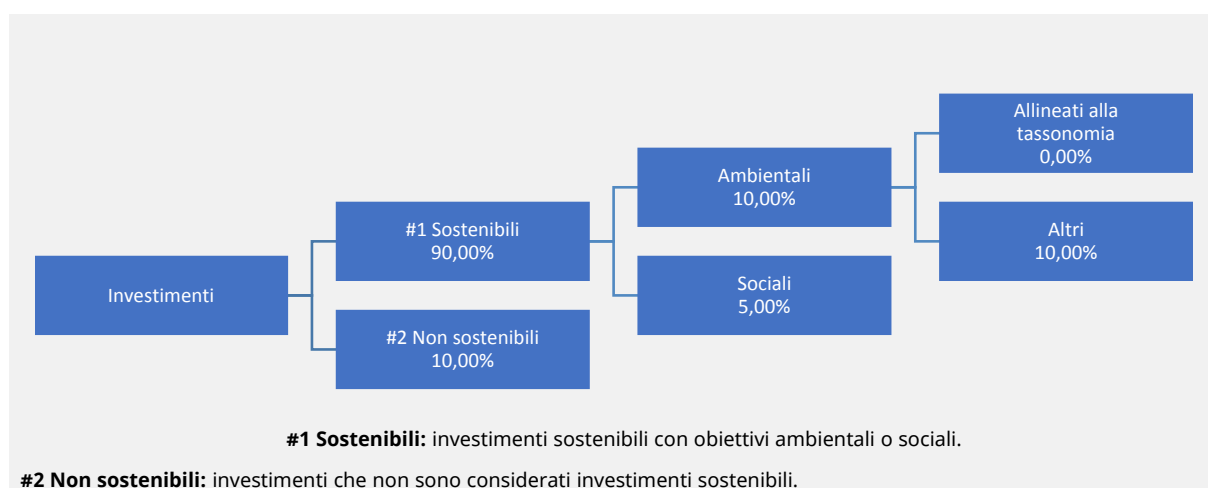 Investimenti
#1 Sostenibili
90,00%
#2 Non sostenibili
10,00%
Ambientali
10,00%
Sociali
5,00%
Allineati alla
tassonomia
0,00%
Altri
10,00%
#1 Sostenibili: investimenti sostenibili con obiettivi ambientali o sociali.
#2 Non sostenibili: investimenti che non sono considerati investimenti sostenibili.